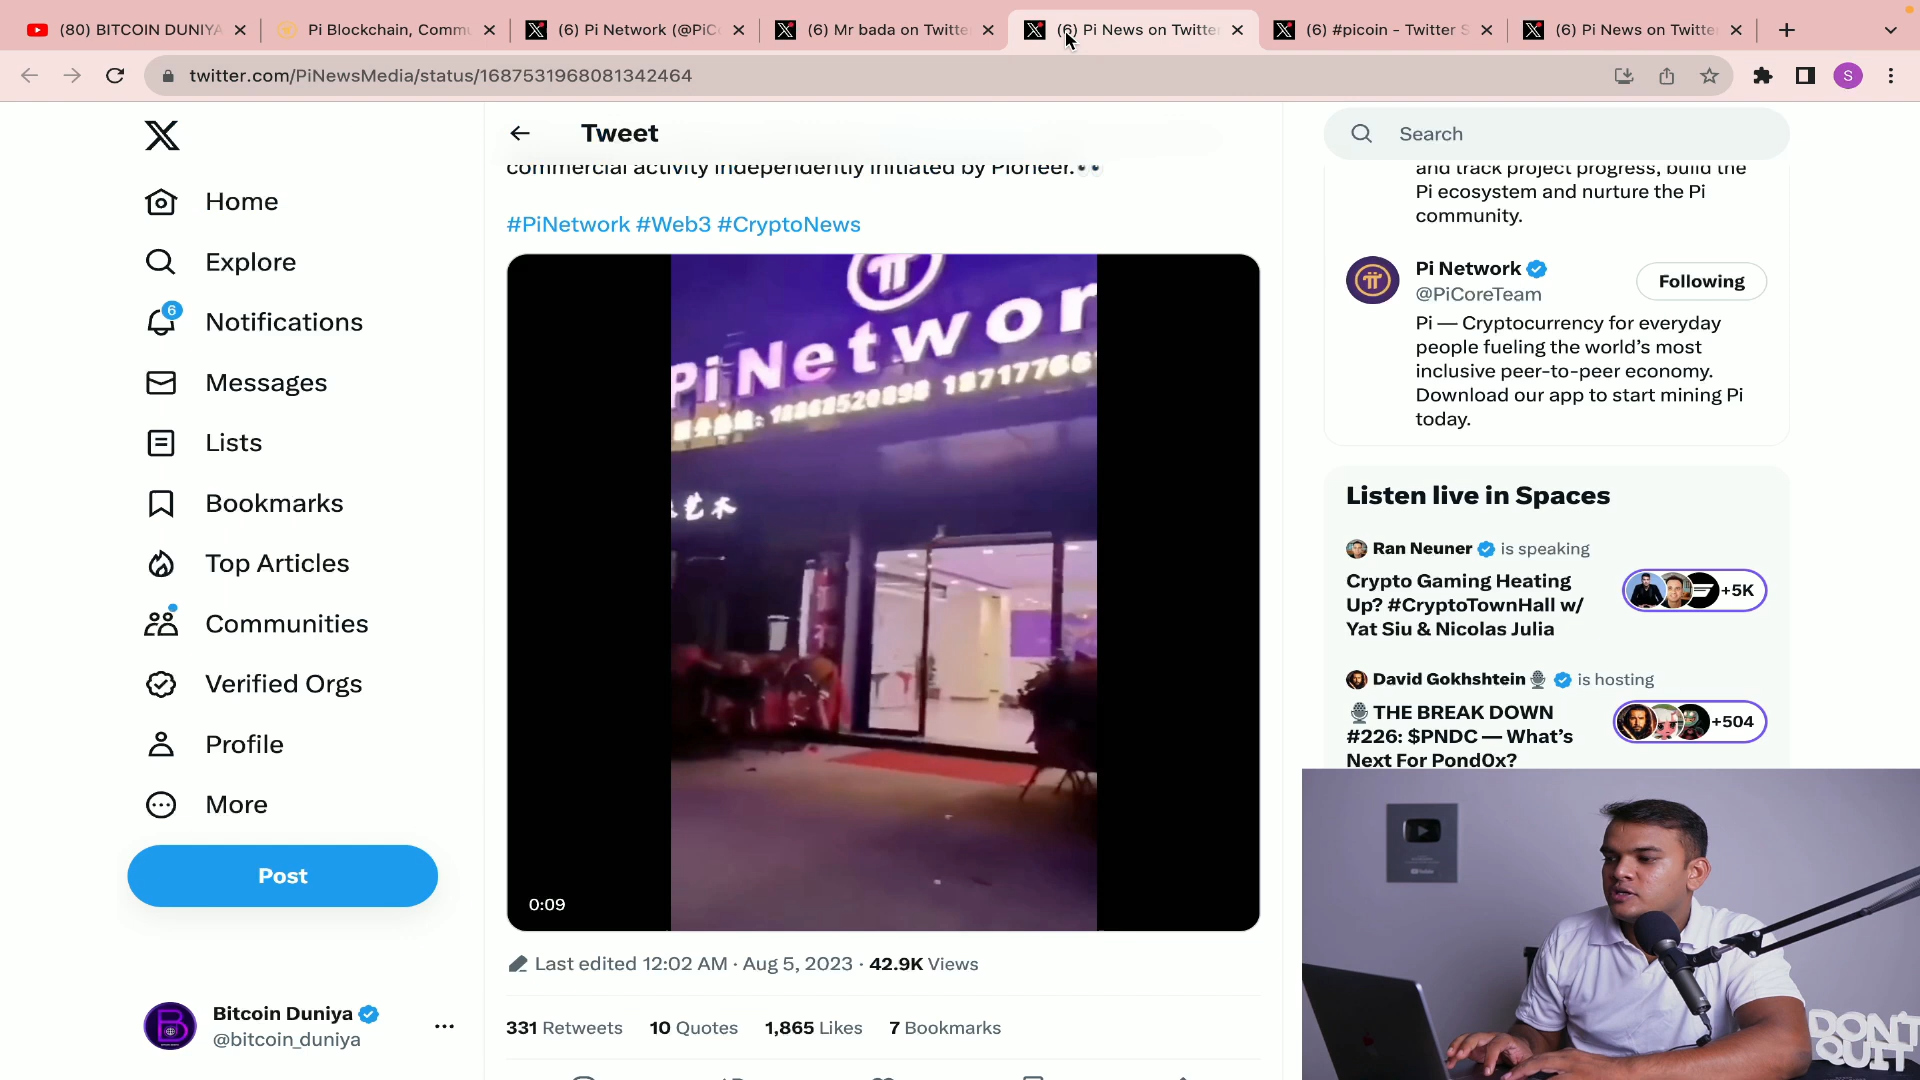 (80) BITCOIN DUNIYA
Pi Blockchain, Commu
(6) Pi Network (@PiC
(6) Mr bada on Twitte
(6) Pi News on Twitter
(6) #picoin - Twitter S
(6) Pi News on Twitte
twitter.com/PiNewsMedia/status/1687531968081342464
S
Home
Explore
6
Notifications
Messages
Lists
Bookmarks
Top Articles
Communities
Verified Orgs
Profile
More
Post
Bitcoin Duniya
@bitcoin_duniya
Tweet
commercial activity independently initiated by Pioneer.👀
#PiNetwork #Web3 #CryptoNews
PiNetwor
艺术
0:09
Last edited 12:02 AM · Aug 5, 2023 · 42.9K Views
331 Retweets 10 Quotes 1,865 Likes 7 Bookmarks
Search
and track project progress, build the
Pi ecosystem and nurture the Pi
community.
Pi Network
@PiCoreTeam
Following
Pi — Cryptocurrency for everyday
people fueling the world's most
inclusive peer-to-peer economy.
Download our app to start mining Pi
today.
Listen live in Spaces
Ran Neuner is speaking
Crypto Gaming Heating
Up? #CryptoTownHall w/
Yat Siu & Nicolas Julia
+5K
David Gokhshtein🎙 is hosting
🎙THE BREAK DOWN
#226: $PNDC — What's
Next For Pond0x?
+504
DON'T
QUIT